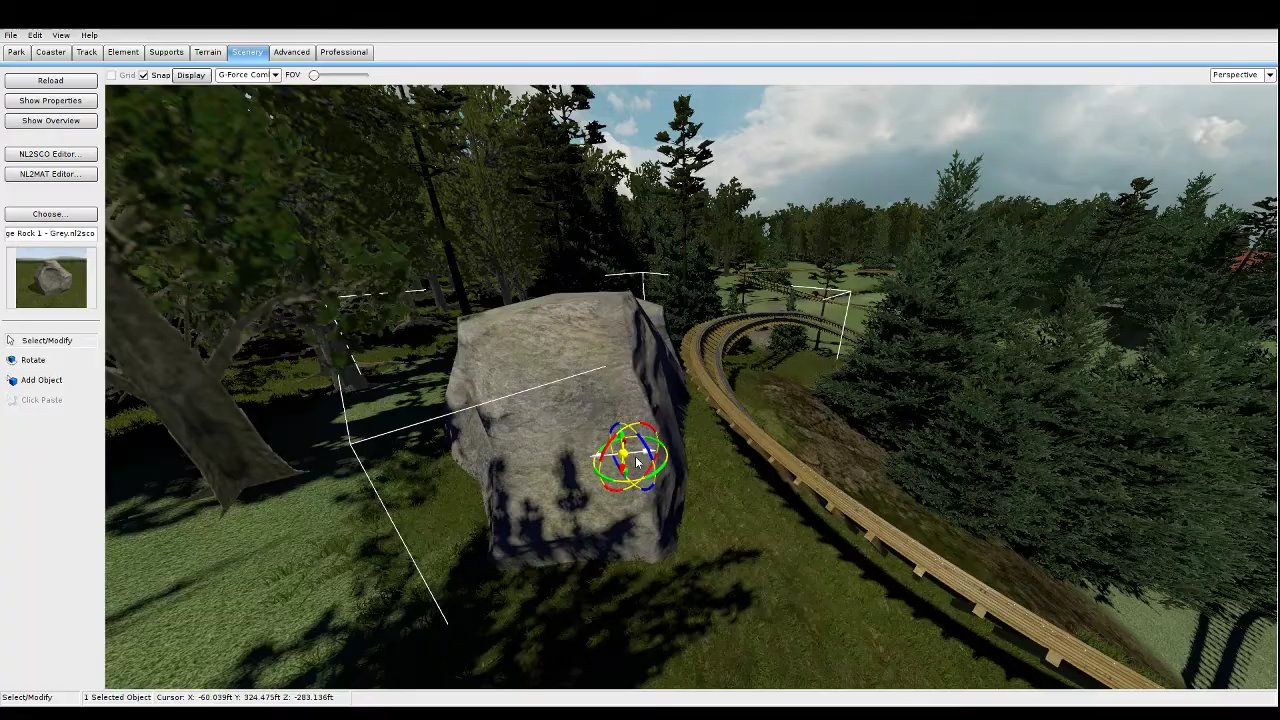 File Edit View Help
Park Coaster Track Element Supports Terrain Scenery Advanced Professional
Reload
Grid Snap Display G-Force Com FOV Perspective
Show Properties
Show Overview
NL2SCO Editor...
NL2MAT Editor...
Choose...
ge Rock 1 - Grey.nl2sco
Select/Modify
Rotate
Add Object
Click Paste
Select/Modify 1 Selected Object Cursor: X: -60.039ft Y: 324.475ft Z: -283.136ft